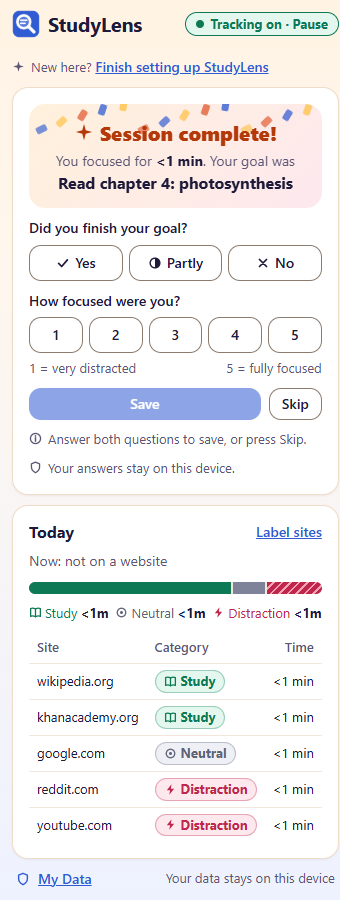 StudyLens
Tracking on · Pause
New here? Finish setting up StudyLens
Session complete!
You focused for <1 min. Your goal was
Read chapter 4: photosynthesis
Did you finish your goal?
Yes
Partly
No
How focused were you?
1 2 3 4 5
1 = very distracted 5 = fully focused
Save Skip
Answer both questions to save, or press Skip.
Your answers stay on this device.
Today Label sites
Now: not on a website
Study <1m Neutral <1m Distraction <1m
Site Category Time
wikipedia.org Study <1 min
khanacademy.org Study <1 min
google.com Neutral <1 min
reddit.com Distraction <1 min
youtube.com Distraction <1 min
My Data Your data stays on this device